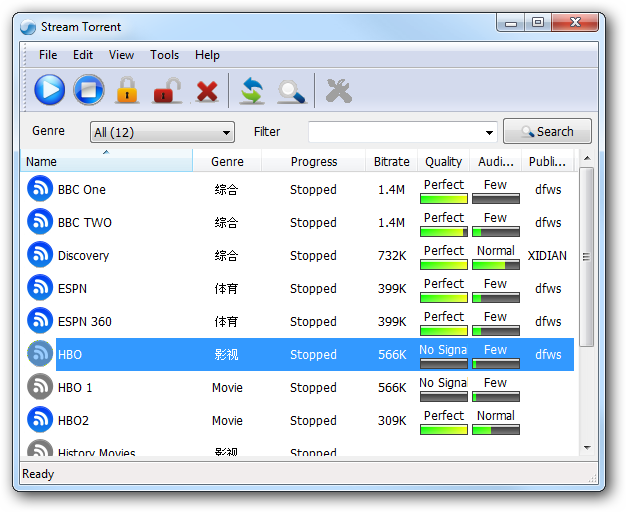 Stream Torrent
File Edit View Tools Help
Genre All (12) Filter Search
Name Genre Progress Bitrate Quality Audi... Publi...
BBC One 综合 Stopped 1.4M Perfect Few dfws
BBC TWO 综合 Stopped 1.4M Perfect Few dfws
Discovery 综合 Stopped 732K Perfect Normal XIDIAN
ESPN 体育 Stopped 399K Perfect Few dfws
ESPN 360 体育 Stopped 399K Perfect Few dfws
HBO 影视 Stopped 566K No Signa Few dfws
HBO 1 Movie Stopped 566K No Signa Few
HBO2 Movie Stopped 309K Perfect Normal
History Movies 影视 Stopped
Ready